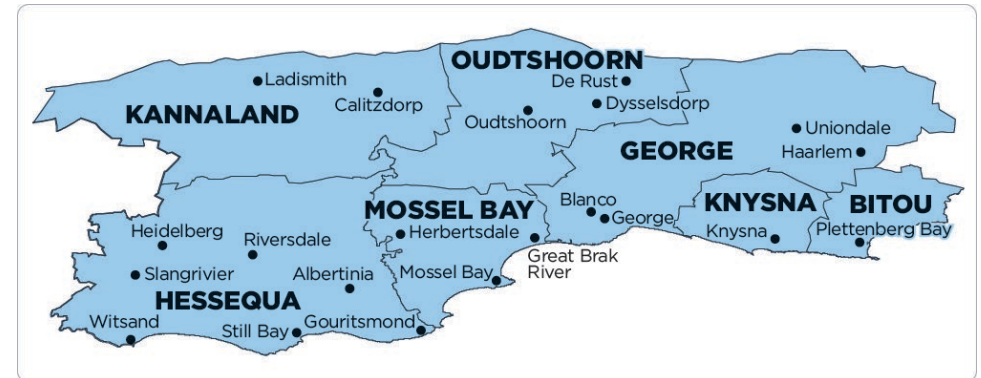 OUDTSHOORN
De Rust
Ladismith
Calitzdorp
Dysselsdorp
KANNALAND
Oudtshoorn
Uniondale
GEORGE
Haarlem
Blanco
KNYSNA
BITOU
MOSSEL BAY
George
Heidelberg
Herbertsdale
Knysna
Plettenberg Bay
Riversdale
Great Brak
River
Slangrivier
Albertinia
Mossel Bay
HESSEQUA
Witsand
Still Bay
Gouritsmond